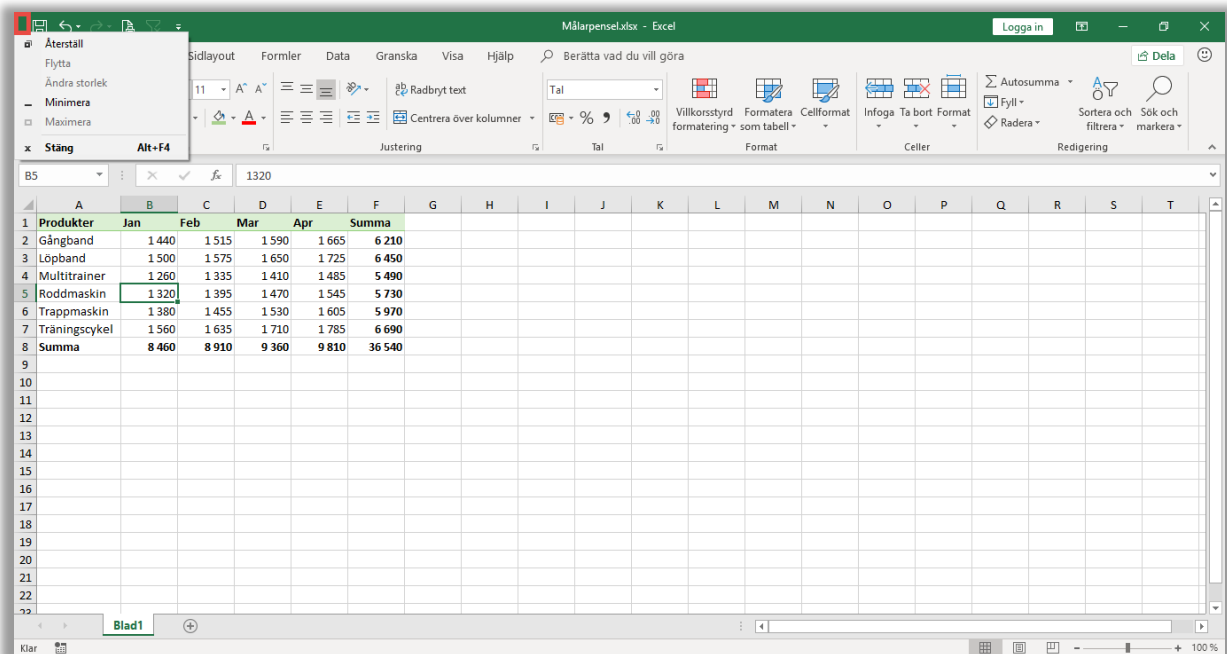 Målarpensel.xlsx - Excel
Logga in
Återställ
Flytta
Ändra storlek
Minimera
Maximera
Stäng Alt+F4
Sidlayout Formler Data Granska Visa Hjälp Berätta vad du vill göra Dela
11 A^ A˅ ab Radbryt text Tal Autosumma
Villkorsstyrd formatering Formatera som tabell Cellformat Infoga Ta bort Format Fyll Sortera och filtrera Sök och markera
A Centrera över kolumner % Radera
Justering Tal Format Celler Redigering
B5 fx 1320
A B C D E F G H I J K L M N O P Q R S T
1 Produkter Jan Feb Mar Apr Summa
2 Gångband 1 440 1 515 1 590 1 665 6 210
3 Löpband 1 500 1 575 1 650 1 725 6 450
4 Multitrainer 1 260 1 335 1 410 1 485 5 490
5 Roddmaskin 1 320 1 395 1 470 1 545 5 730
6 Trappmaskin 1 380 1 455 1 530 1 605 5 970
7 Träningscykel 1 560 1 635 1 710 1 785 6 690
8 Summa 8 460 8 910 9 360 9 810 36 540
9
10
11
12
13
14
15
16
17
18
19
20
21
22
23
Blad1
Klar 100 %